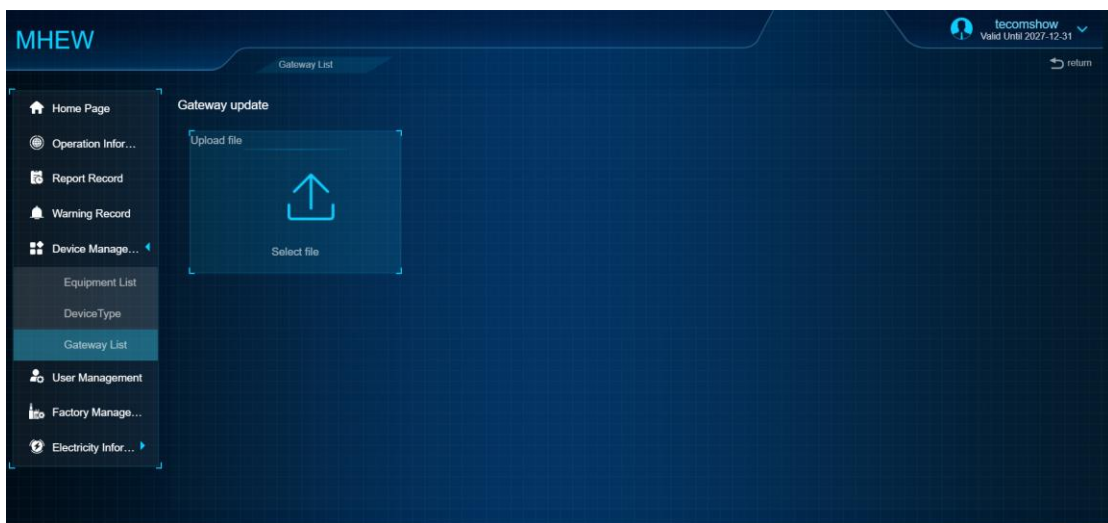 MHEW
tecomshow
Valid Until 2027-12-31
Gateway List
return
Home Page
Operation Infor...
Report Record
Warning Record
Device Manage...
Equipment List
DeviceType
Gateway List
User Management
Factory Manage...
Electricity Infor...
Gateway update
Upload file
Select file